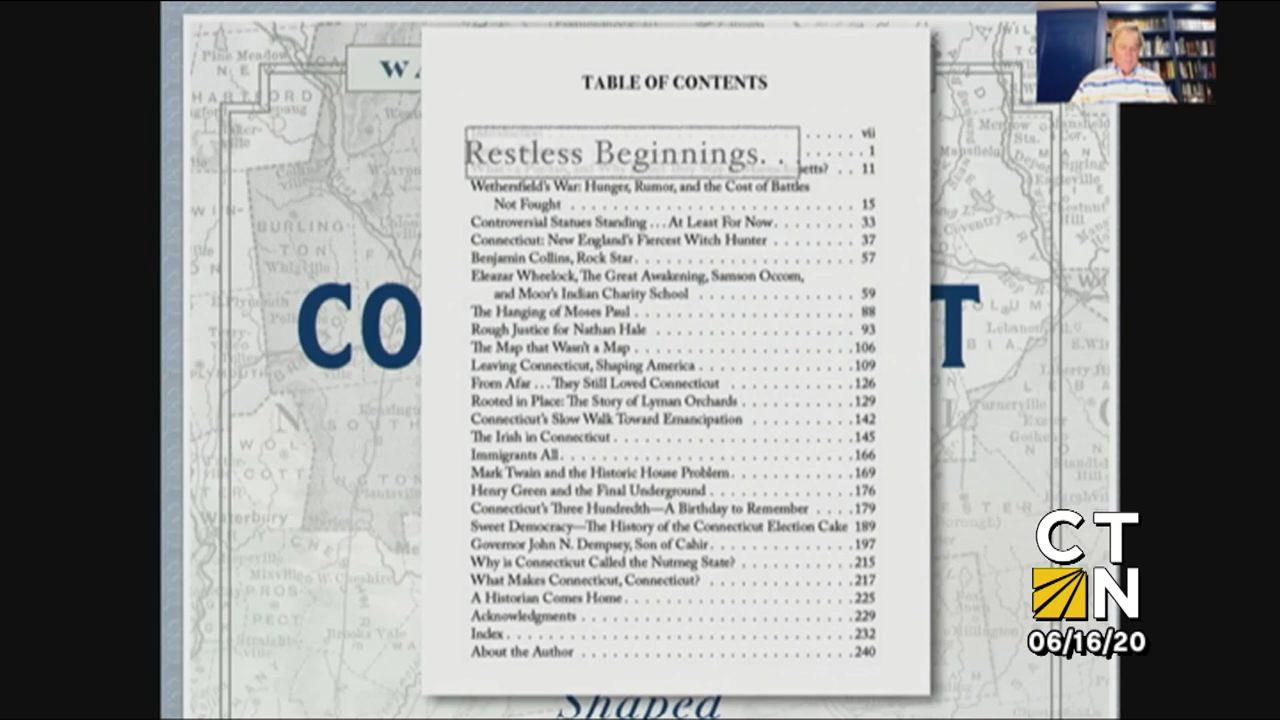 WA
CO
T
Shaped
TABLE OF CONTENTS
. . . . . vii
Restless Beginnings. . . . . . . . 1
etts? . . 11
Wethersfield's War: Hunger, Rumor, and the Cost of Battles
Not Fought . . . . . . . . . . . . . . . . . . . . . . . . 15
Controversial Statues Standing . . . At Least For Now. . . . . . . . 33
Connecticut: New England's Fiercest Witch Hunter . . . . . . . . 37
Benjamin Collins, Rock Star. . . . . . . . . . . . . . . . . . . . 57
Eleazar Wheelock, The Great Awakening, Samson Occom,
and Moor's Indian Charity School . . . . . . . . . . . . . . 59
The Hanging of Moses Paul . . . . . . . . . . . . . . . . . . . . 88
Rough Justice for Nathan Hale . . . . . . . . . . . . . . . . . . 93
The Map that Wasn't a Map . . . . . . . . . . . . . . . . . . . .106
Leaving Connecticut, Shaping America . . . . . . . . . . . . . .109
From Afar . . . They Still Loved Connecticut . . . . . . . . . . .126
Rooted in Place: The Story of Lyman Orchards . . . . . . . . . .129
Connecticut's Slow Walk Toward Emancipation . . . . . . . . .142
The Irish in Connecticut . . . . . . . . . . . . . . . . . . . . .145
Immigrants All. . . . . . . . . . . . . . . . . . . . . . . . . .166
Mark Twain and the Historic House Problem. . . . . . . . . . .169
Henry Green and the Final Underground . . . . . . . . . . . . .176
Connecticut's Three Hundredth—A Birthday to Remember . . . .179
Sweet Democracy—The History of the Connecticut Election Cake 189
Governor John N. Dempsey, Son of Cahir. . . . . . . . . . . . .197
Why is Connecticut Called the Nutmeg State? . . . . . . . . . .215
What Makes Connecticut, Connecticut? . . . . . . . . . . . . .217
A Historian Comes Home. . . . . . . . . . . . . . . . . . . . .225
Acknowledgments . . . . . . . . . . . . . . . . . . . . . . . .229
Index . . . . . . . . . . . . . . . . . . . . . . . . . . . . . .232
About the Author . . . . . . . . . . . . . . . . . . . . . . . .240
CT
N
06/16/20